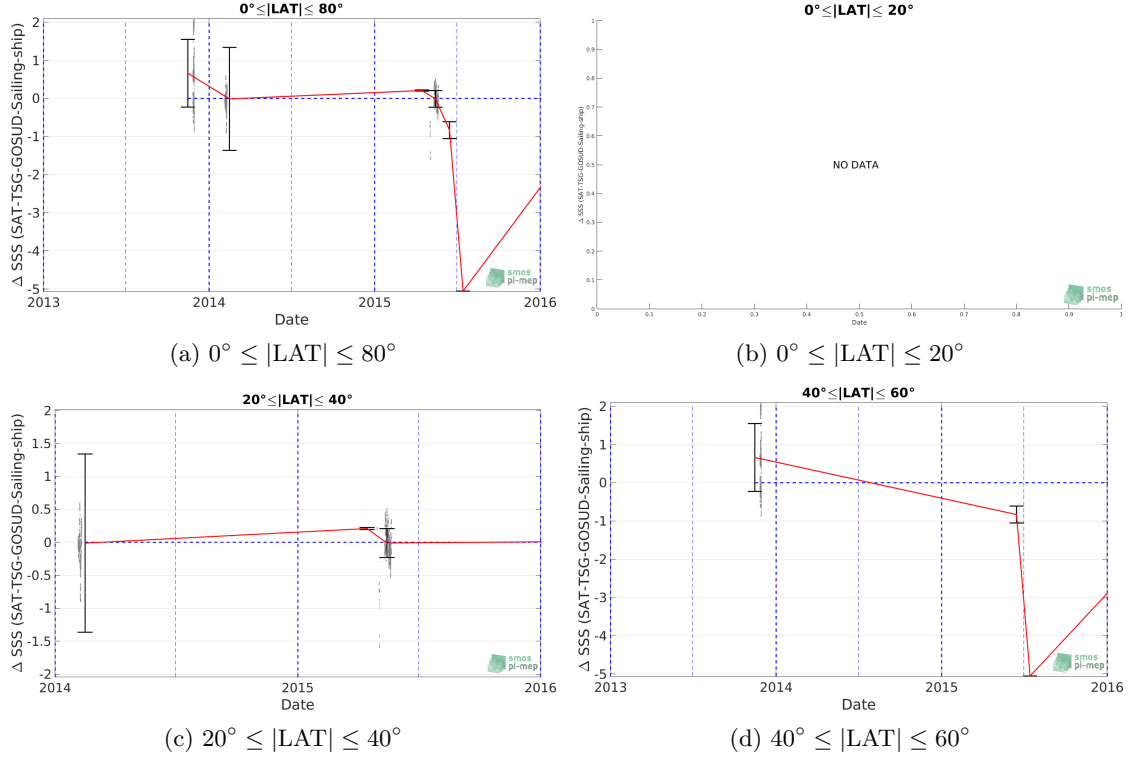 0°≤|LAT|≤ 80°
Δ SSS (SAT-TSG-GOSUD-Sailing-ship)
2
1
0
-1
-2
-3
-4
-5
2013
2014
2015
2016
Date
smos
pi-mep
(a) 0° ≤ |LAT| ≤ 80°
0°≤|LAT|≤ 20°
Δ SSS (SAT-TSG-GOSUD-Sailing-ship)
1
0.9
0.8
0.7
0.6
0.5
0.4
0.3
0.2
0.1
0
NO DATA
0
0.1
0.2
0.3
0.4
0.5
0.6
0.7
0.8
0.9
1
Date
smos
pi-mep
(b) 0° ≤ |LAT| ≤ 20°
20°≤|LAT|≤ 40°
Δ SSS (SAT-TSG-GOSUD-Sailing-ship)
2
1.5
1
0.5
0
-0.5
-1
-1.5
-2
2014
2015
2016
Date
smos
pi-mep
(c) 20° ≤ |LAT| ≤ 40°
40°≤|LAT|≤ 60°
Δ SSS (SAT-TSG-GOSUD-Sailing-ship)
2
1
0
-1
-2
-3
-4
-5
2013
2014
2015
2016
Date
smos
pi-mep
(d) 40° ≤ |LAT| ≤ 60°